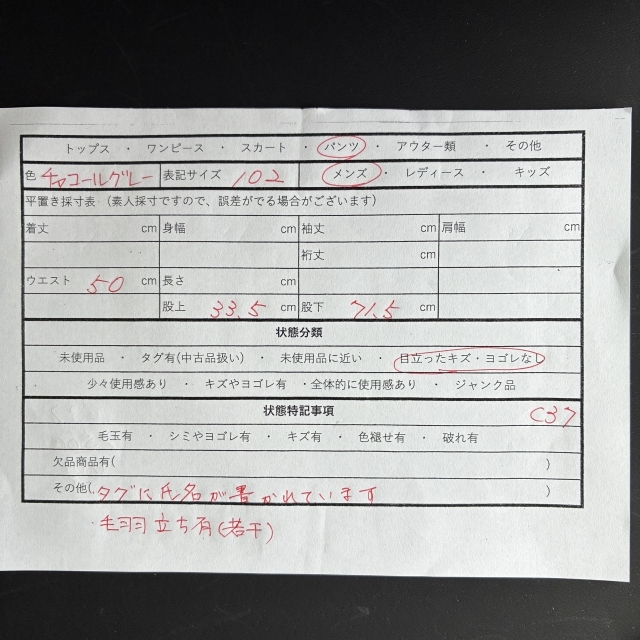 トップス ・ ワンピース ・ スカート ・ パンツ ・ アウター類 ・ その他
色 チャコールグレー 表記サイズ 102 メンズ ・ レディース ・ キッズ
平置き採寸表 (素人採寸ですので、誤差がでる場合がございます)
着丈 cm 身幅 cm 袖丈 cm 肩幅 cm
裄丈 cm
ウエスト 50 cm 長さ cm
股上 33.5 cm 股下 71.5 cm
状態分類
未使用品 ・ タグ有(中古品扱い) ・ 未使用品に近い ・ 目立ったキズ・ヨゴレなし
少々使用感あり ・ キズやヨゴレ有 ・全体的に使用感あり ・ ジャンク品
状態特記事項 C37
毛玉有 ・ シミやヨゴレ有 ・ キズ有 ・ 色褪せ有 ・ 破れ有
欠品商品有( )
その他(タグに氏名が書かれています )
・毛羽立ち有(若干)